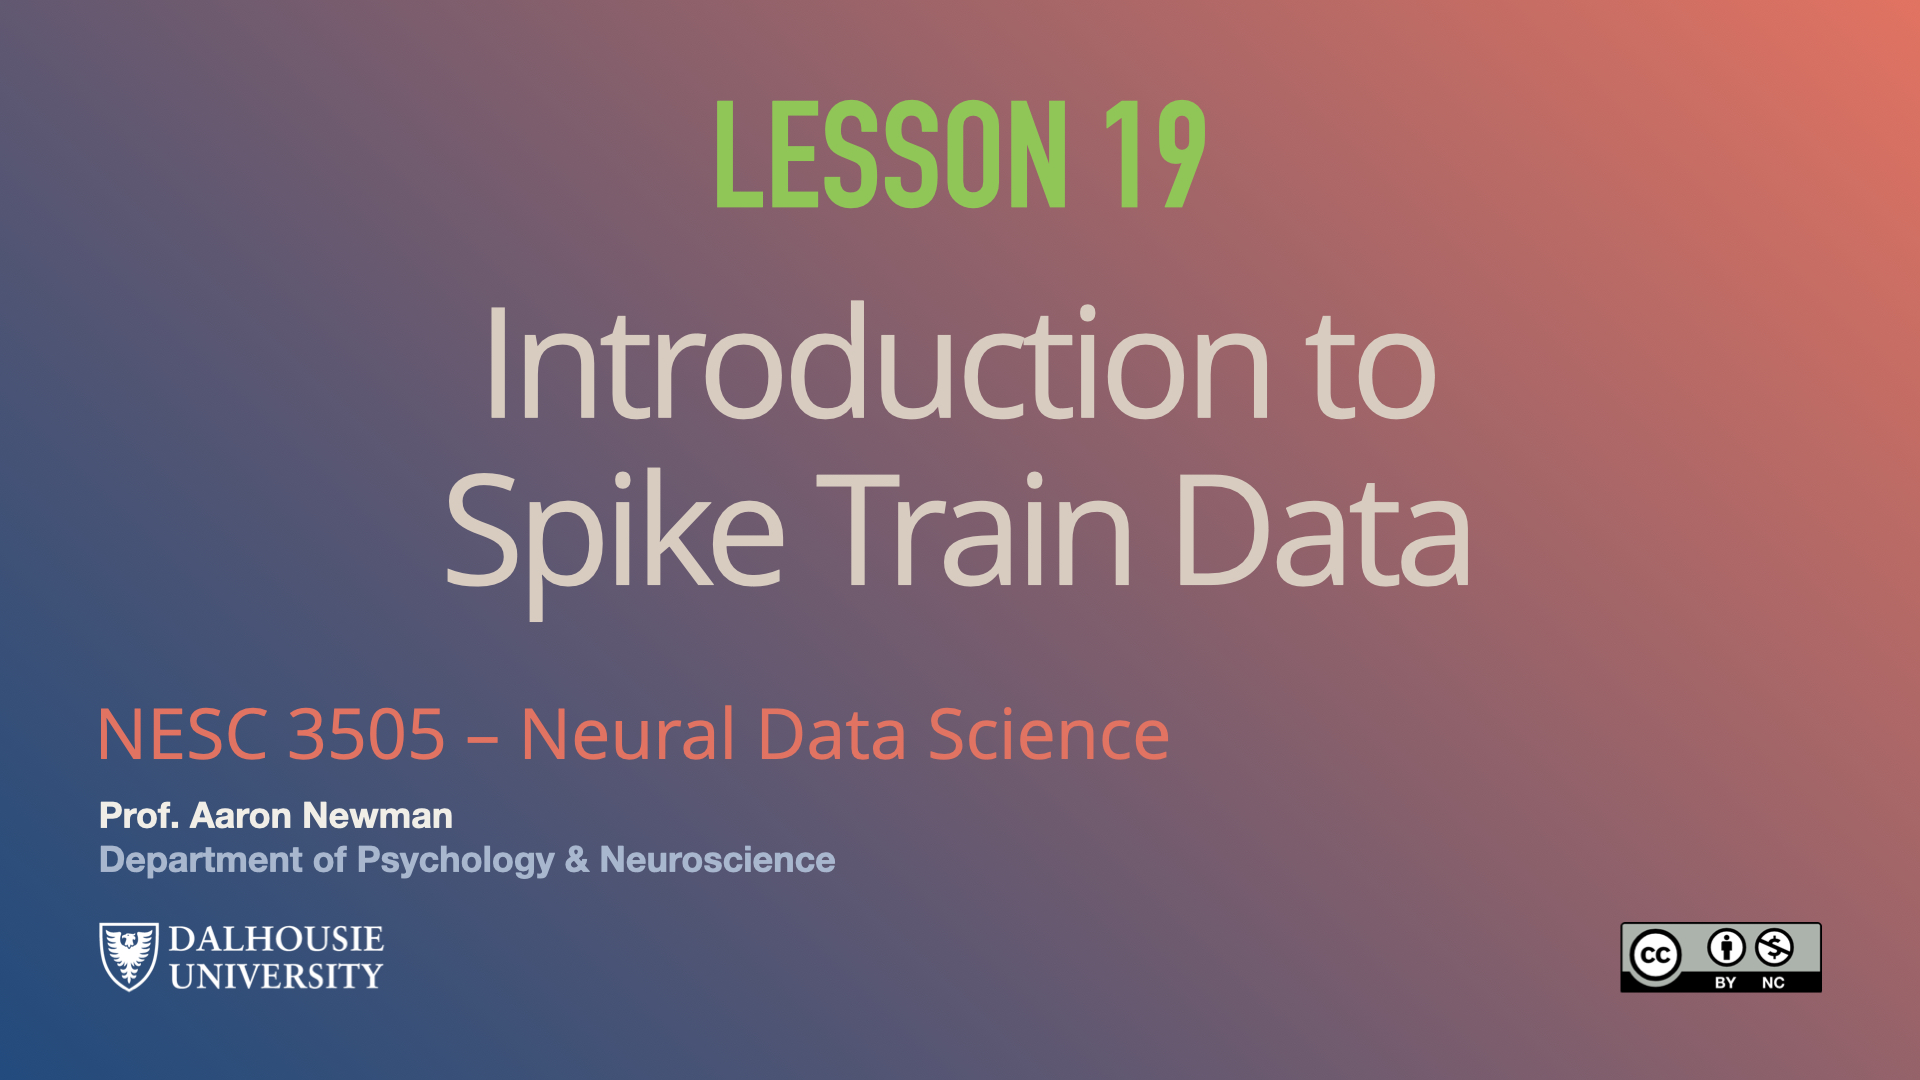 LESSON 19
Introduction to
Spike Train Data
NESC 3505 – Neural Data Science
Prof. Aaron Newman
Department of Psychology & Neuroscience
DALHOUSIE
UNIVERSITY
CC
BY NC